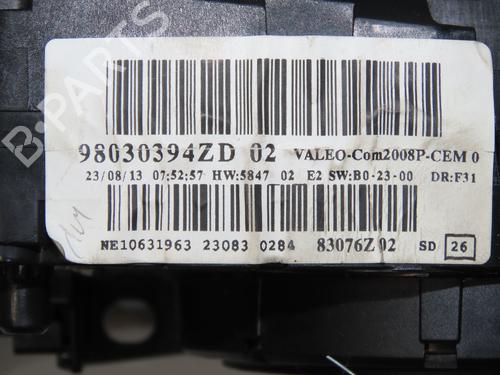 98030394ZD 02 VALEO-Com2008P-CEM 0
23/08/13 07:52:57 HW:5847 02 E2 SW:B0-23-00 DR:F31
NE10631963 23083 0284 83076Z 02 SD 26
B-PARTS